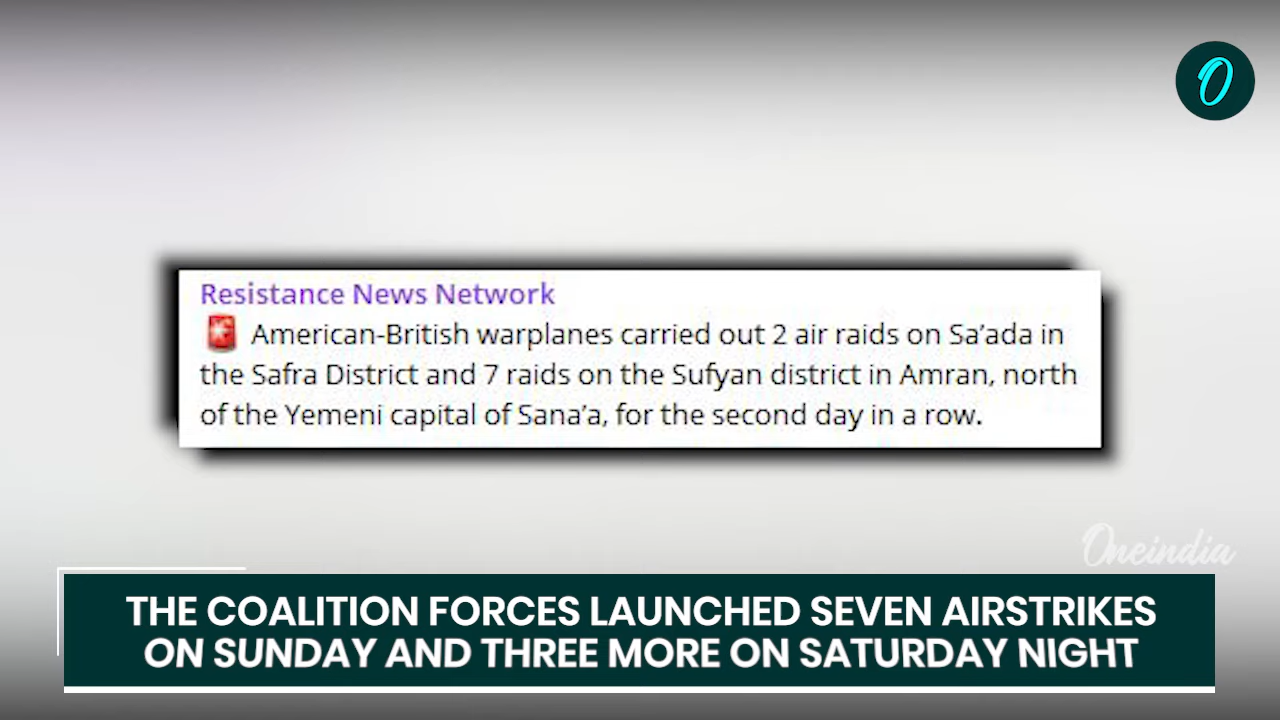 Resistance News Network
🚨 American-British warplanes carried out 2 air raids on Sa’ada in
the Safra District and 7 raids on the Sufyan district in Amran, north
of the Yemeni capital of Sana’a, for the second day in a row.
Oneindia
THE COALITION FORCES LAUNCHED SEVEN AIRSTRIKES
ON SUNDAY AND THREE MORE ON SATURDAY NIGHT